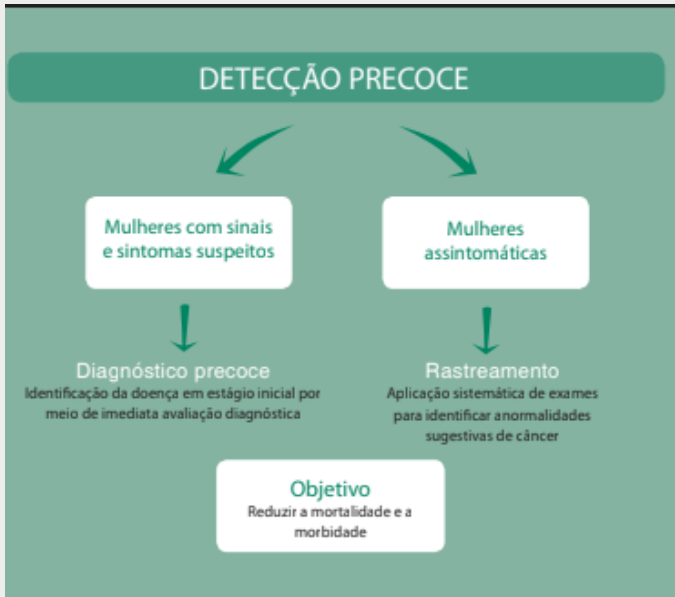 DETECÇÃO PRECOCE
Mulheres com sinais
e sintomas suspeitos
Mulheres
assintomáticas
Diagnóstico precoce
Identificação da doença em estágio inicial por
meio de imediata avaliação diagnóstica
Rastreamento
Aplicação sistemática de exames
para identificar anormalidades
sugestivas de câncer
Objetivo
Reduzir a mortalidade e a
morbidade